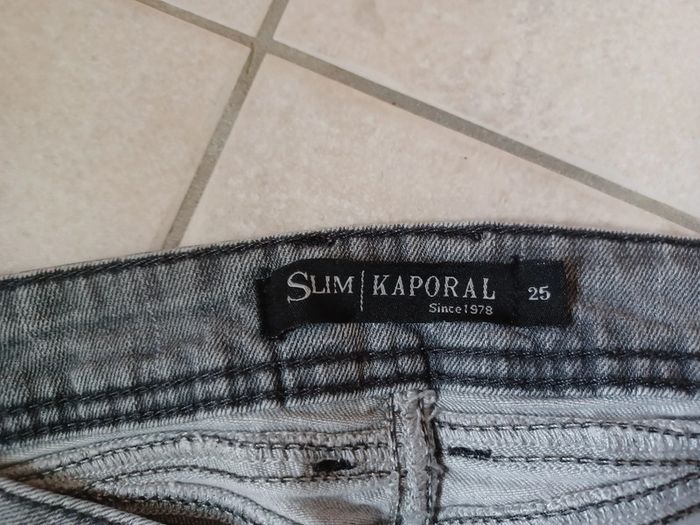 SLIM | KAPORAL 25
Since 1978